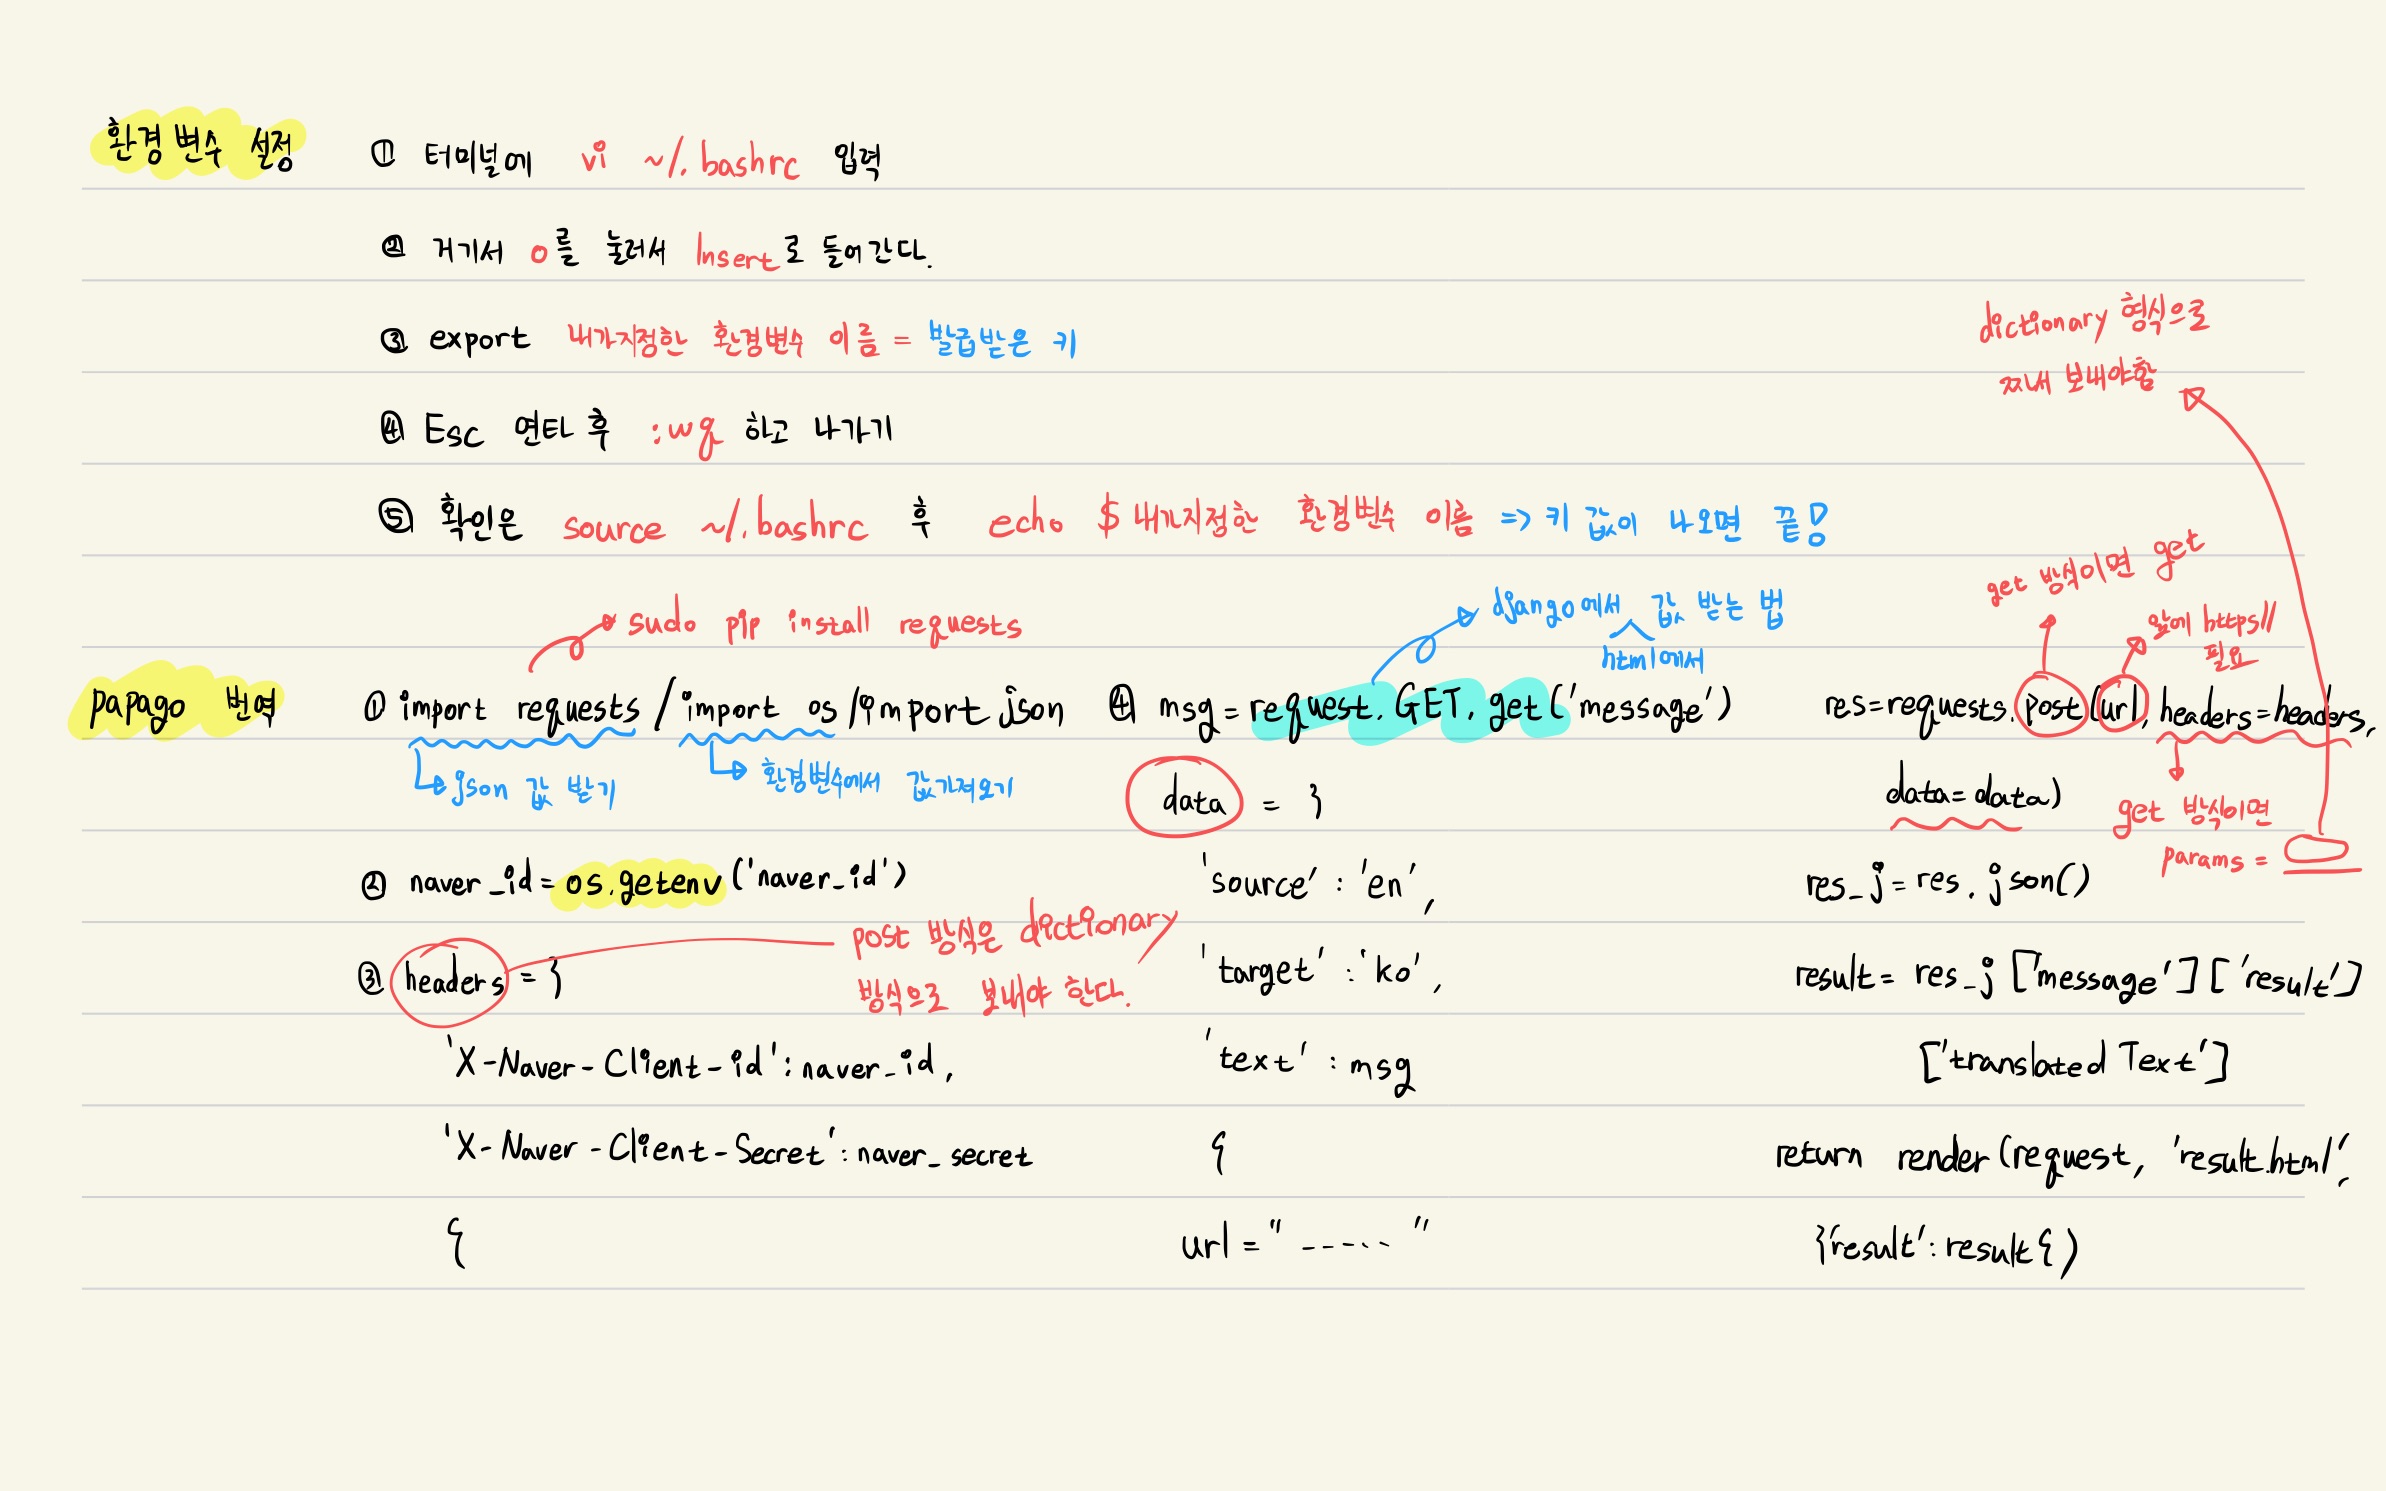 환경변수 설정
① 터미널에 vi ~/.bashrc 입력
② 거기서 o를 눌러서 Insert로 들어간다.
③ export 내가지정한 환경변수 이름 = 발급받은 키
④ Esc 연타 후 :wq 하고 나가기
⑤ 확인은 source ~/.bashrc 후 echo $내가지정한 환경변수 이름 => 키 값이 나오면 끝!
papago 번역
sudo pip install requests
① import requests / import os / import json
json 값 받기
환경변수에서 값가져오기
② naver_id = os.getenv('naver_id')
③ headers = }
post 방식은 dictionary
방식으로 보내야 한다.
'X-Naver-Client-id' : naver_id,
'X-Naver-Client-Secret' : naver_secret
{
django에서 값 받는 법
html에서
④ msg = request.GET.get('message')
data = }
'source' : 'en',
'target' : 'ko',
'text' : msg
{
url = " ----- "
dictionary 형식으로
짜내 보내야함
get 방식이면 get
앞에 https//
필요
res=requests.post(url, headers=headers,
data=data)
get 방식이면
params =
res_j = res.json()
result = res_j['message']['result']
['translated Text']
return render(request, 'result.html',
}'result' : result{)